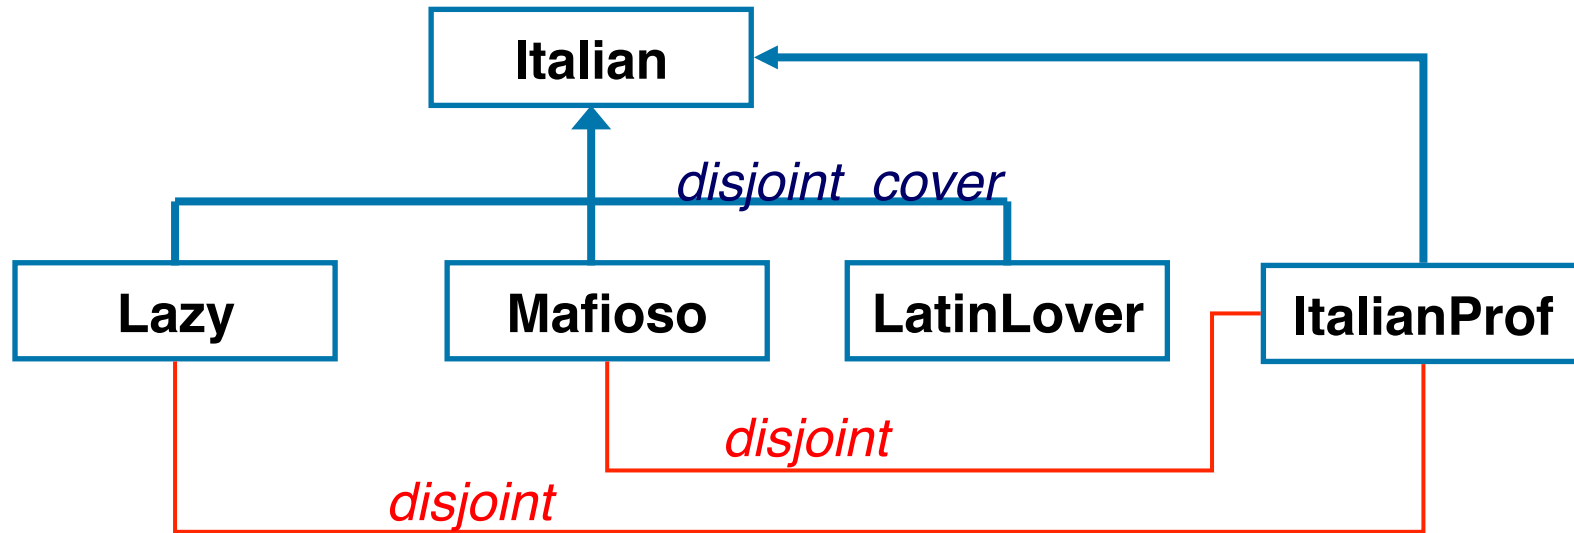 Italian
disjoint cover
Lazy
Mafioso
LatinLover
ItalianProf
disjoint
disjoint